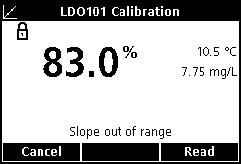 LDO101 Calibration
83.0%
10.5 °C
7.75 mg/L
Slope out of range
Cancel
Read